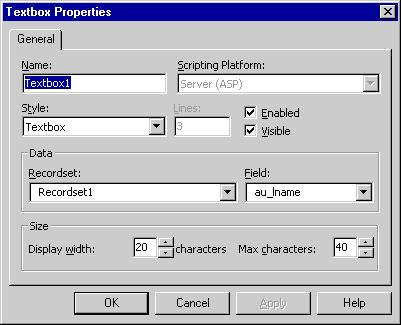 Textbox Properties
General
Name: Scripting Platform:
Textbox1 Server (ASP)
Style: Lines: Enabled
Textbox 3 Visible
Data
Recordset: Field:
Recordset1 au_lname
Size
Display width: 20 characters Max characters: 40
OK Cancel Apply Help